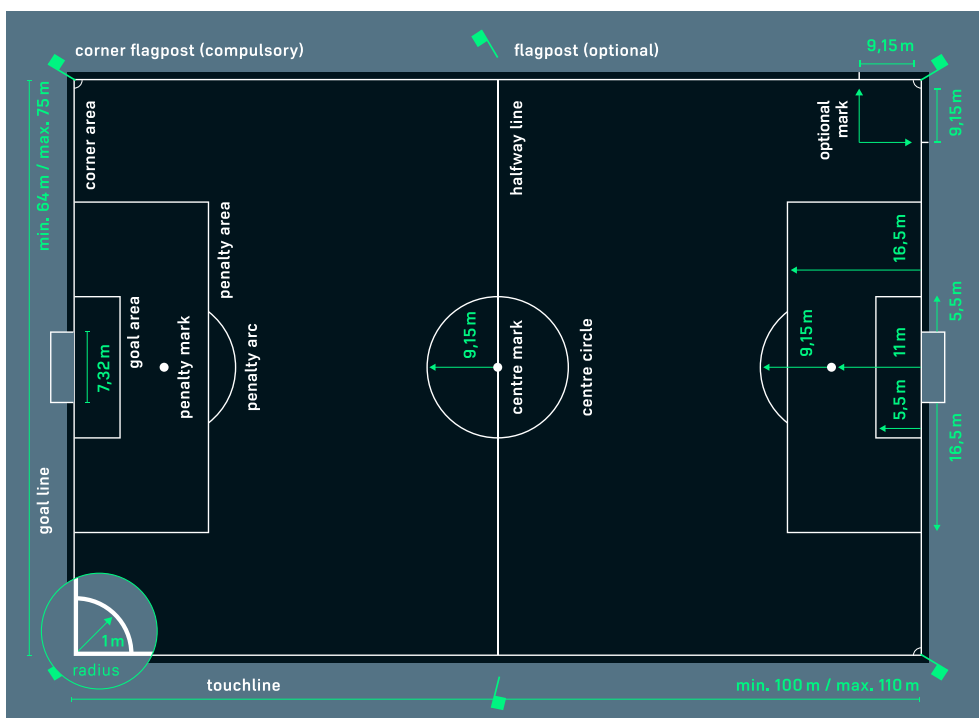 corner flagpost (compulsory)
flagpost (optional)
9,15 m
min. 64 m / max. 75 m
corner area
halfway line
optional
mark
9,15 m
penalty area
16,5 m
goal area
penalty mark
penalty arc
7,32 m
9,15 m
centre mark
centre circle
9,15 m
11 m
5,5 m
5,5 m
16,5 m
goal line
1 m
radius
touchline
min. 100 m / max. 110 m